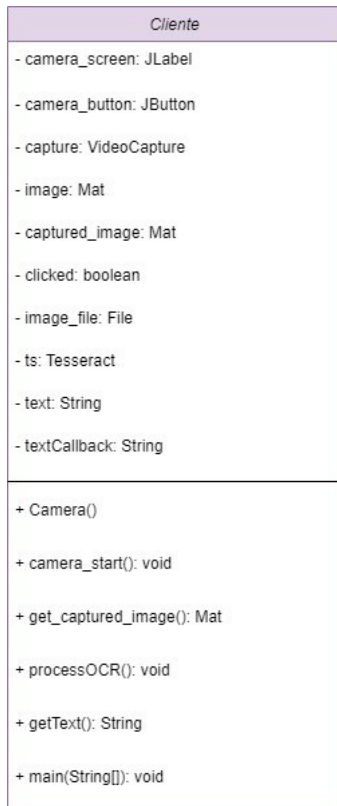 Cliente
- camera_screen: JLabel
- camera_button: JButton
- capture: VideoCapture
- image: Mat
- captured_image: Mat
- clicked: boolean
- image_file: File
- ts: Tesseract
- text: String
- textCallback: String
+ Camera()
+ camera_start(): void
+ get_captured_image(): Mat
+ processOCR(): void
+ getText(): String
+ main(String[]): void